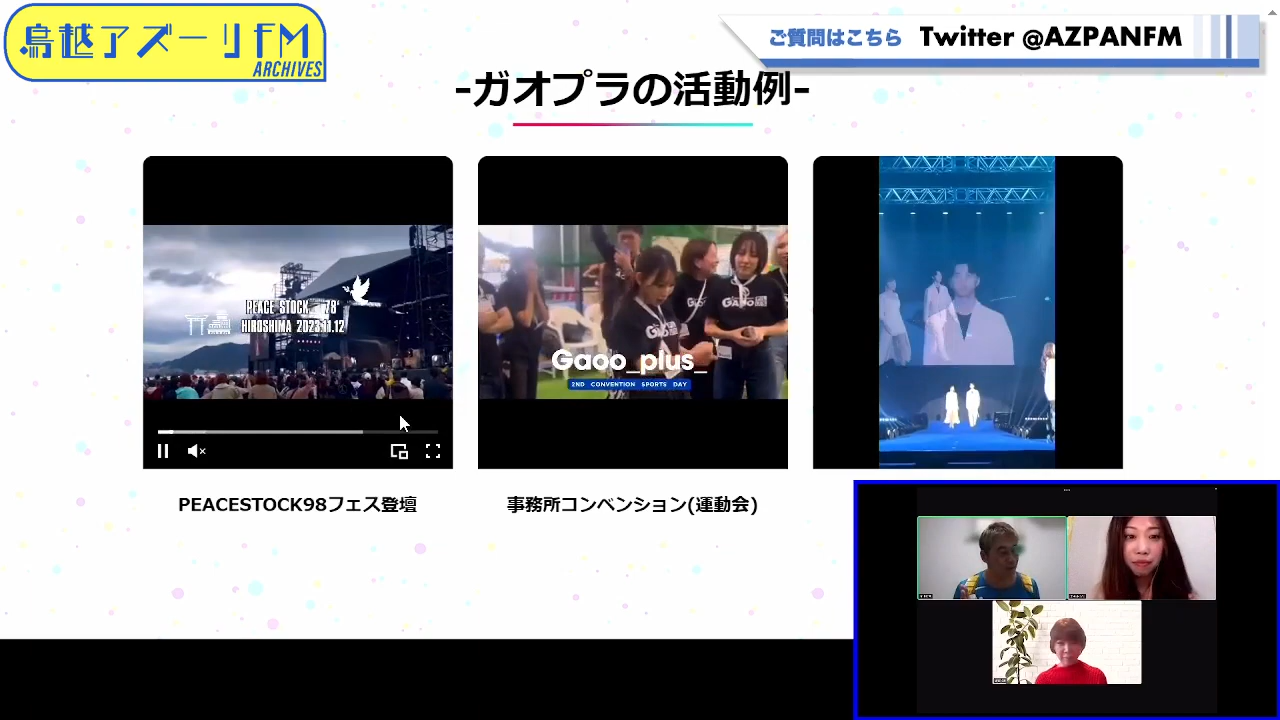 鳥越アズーリFM
ARCHIVES
ご質問はこちら Twitter @AZPANFM
-ガオプラの活動例-
PEACE STOCK 78'
HIROSHIMA 2023.11.12
Gaoo_plus_
2ND CONVENTION SPORTS DAY
PEACESTOCK98フェス登壇
事務所コンベンション(運動会)